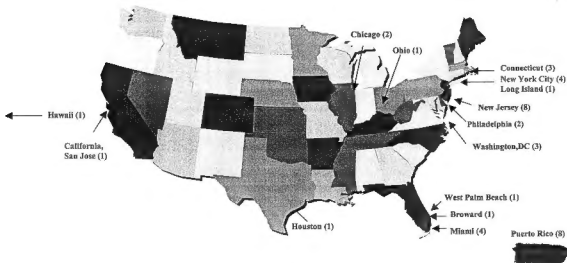 Chicago (2)
Ohio (1)
Connecticut (3)
New York City (4)
Long Island (1)
Hawaii (1)
New Jersey (8)
Philadelphia (2)
California,
San Jose (1)
Washington,DC (3)
West Palm Beach (1)
Broward (1)
Houston (1)
Miami (4)
Puerto Rico (8)